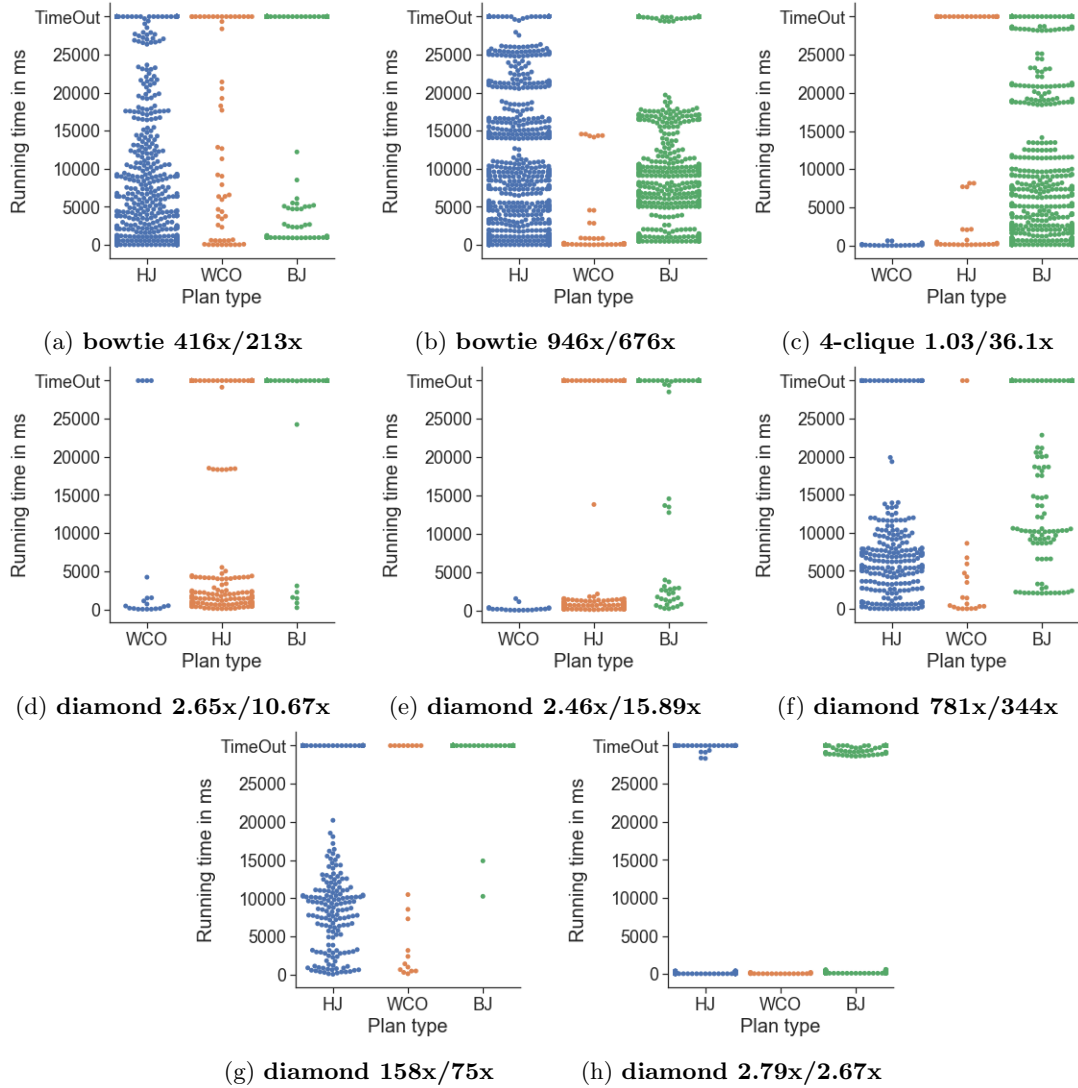 TimeOut
25000
20000
15000
10000
5000
0
Running time in ms
HJ WCO BJ
Plan type
(a) bowtie 416x/213x
TimeOut
25000
20000
15000
10000
5000
0
Running time in ms
HJ WCO BJ
Plan type
(b) bowtie 946x/676x
TimeOut
25000
20000
15000
10000
5000
0
Running time in ms
WCO HJ BJ
Plan type
(c) 4-clique 1.03/36.1x
TimeOut
25000
20000
15000
10000
5000
0
Running time in ms
WCO HJ BJ
Plan type
(d) diamond 2.65x/10.67x
TimeOut
25000
20000
15000
10000
5000
0
Running time in ms
WCO HJ BJ
Plan type
(e) diamond 2.46x/15.89x
TimeOut
25000
20000
15000
10000
5000
0
Running time in ms
HJ WCO BJ
Plan type
(f) diamond 781x/344x
TimeOut
25000
20000
15000
10000
5000
0
Running time in ms
HJ WCO BJ
Plan type
(g) diamond 158x/75x
TimeOut
25000
20000
15000
10000
5000
0
Running time in ms
HJ WCO BJ
Plan type
(h) diamond 2.79x/2.67x